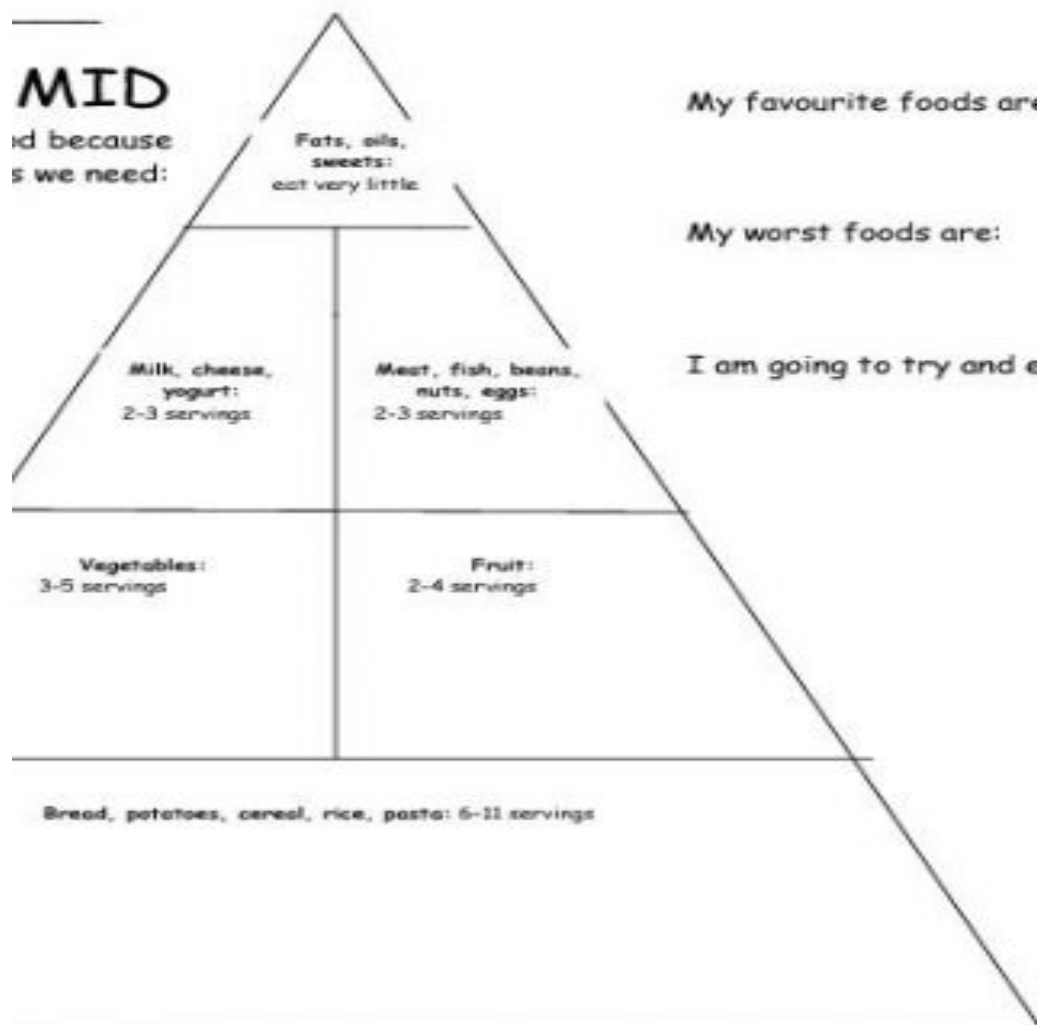 MID
d because
s we need:
Fats, oils,
sweets:
eat very little
Milk, cheese,
yogurt:
2-3 servings
Meat, fish, beans,
nuts, eggs:
2-3 servings
Vegetables:
3-5 servings
Fruit:
2-4 servings
Bread, potatoes, cereal, rice, pasta: 6-11 servings
My favourite foods are
My worst foods are:
I am going to try and e